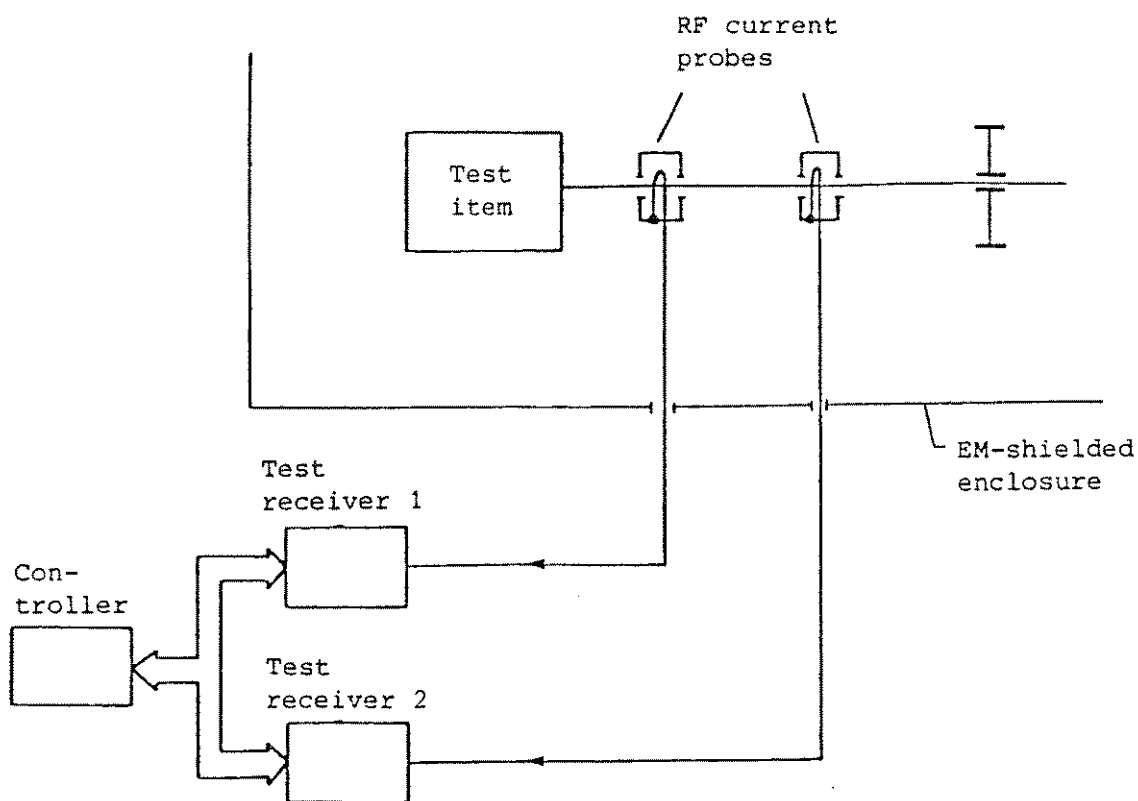 RF current
probes
Test
item
EM-shielded
enclosure
Test
receiver 1
Con-
troller
Test
receiver 2